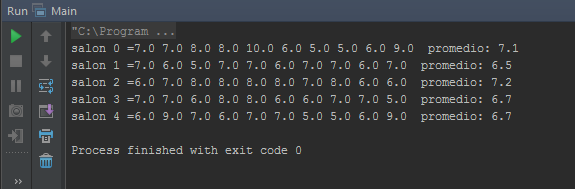 Run Main
"C:\Program ...
salon 0 =7.0 7.0 8.0 8.0 10.0 6.0 5.0 5.0 6.0 9.0  promedio: 7.1
salon 1 =7.0 6.0 5.0 7.0 7.0 6.0 7.0 6.0 7.0 7.0  promedio: 6.5
salon 2 =6.0 7.0 8.0 8.0 8.0 8.0 7.0 8.0 6.0 6.0  promedio: 7.2
salon 3 =7.0 7.0 6.0 8.0 8.0 6.0 6.0 7.0 7.0 5.0  promedio: 6.7
salon 4 =6.0 9.0 7.0 6.0 7.0 7.0 5.0 5.0 6.0 9.0  promedio: 6.7
Process finished with exit code 0